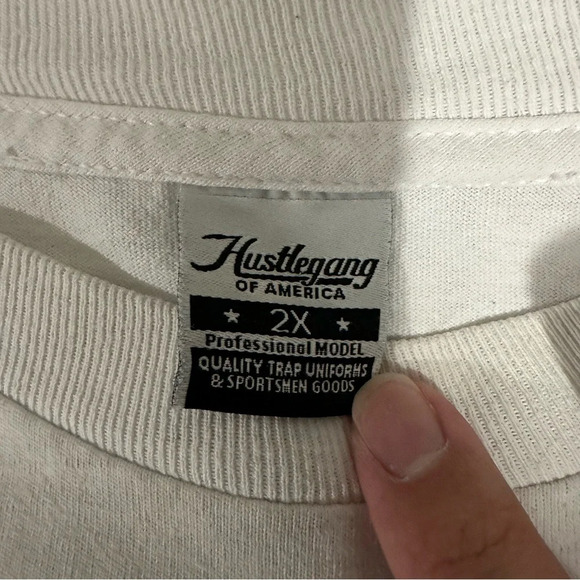 Hustlegang
OF AMERICA
★ 2X ★
Professional MODEL
QUALITY TRAP UNIFORMS
& SPORTSMEN GOODS